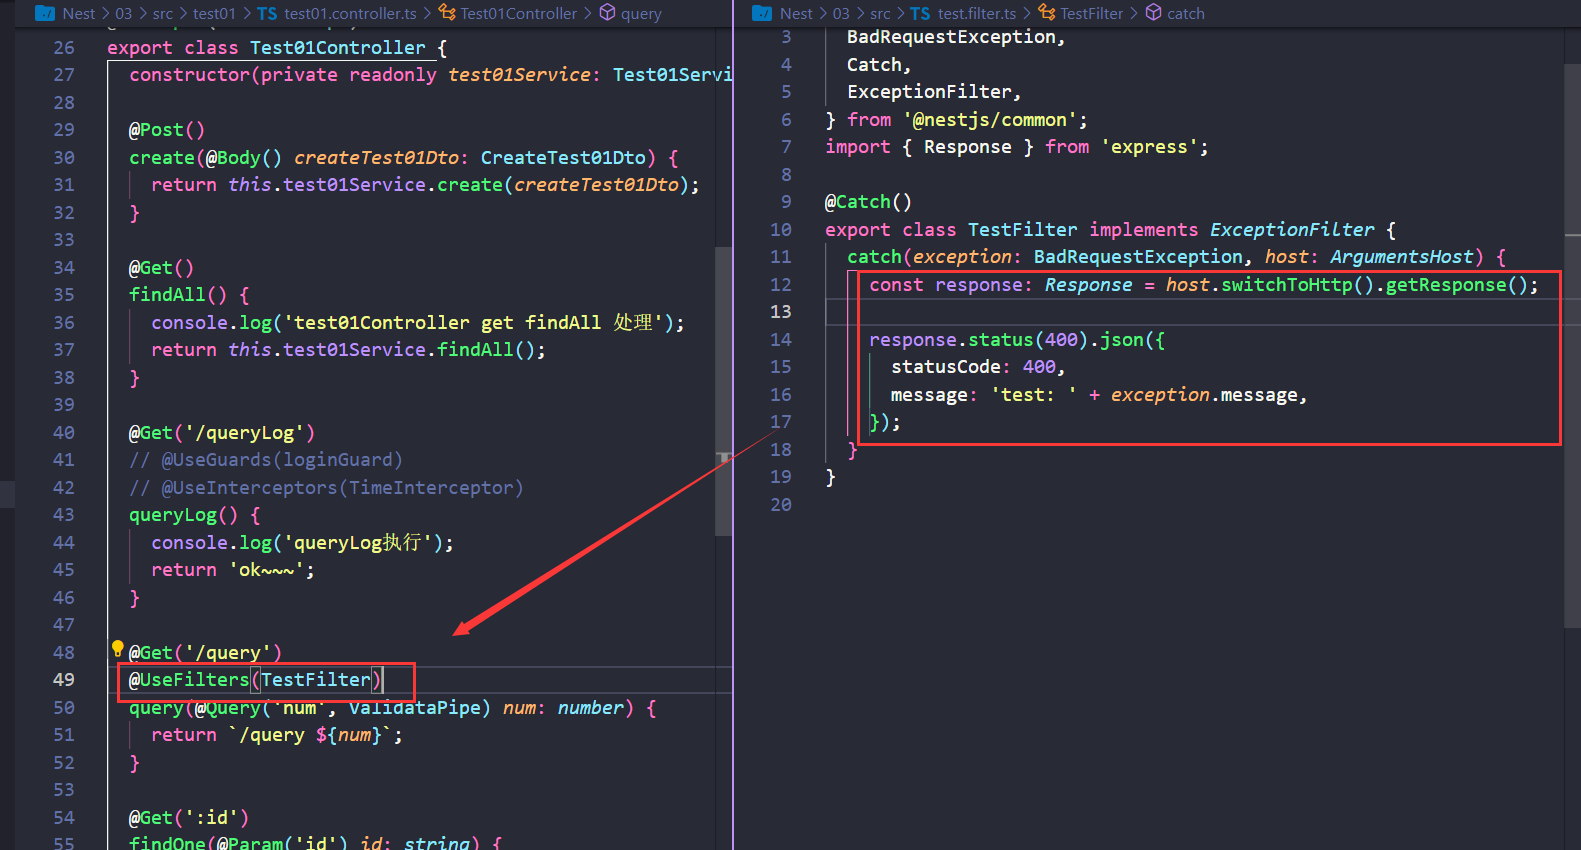 Nest > 03 > src > test01 > TS test01.controller.ts > Test01Controller > query
26 export class Test01Controller {
27 constructor(private readonly test01Service: Test01Servi
28
29 @Post()
30 create(@Body() createTest01Dto: CreateTest01Dto) {
31 return this.test01Service.create(createTest01Dto);
32 }
33
34 @Get()
35 findAll() {
36 console.log('test01Controller get findAll 处理');
37 return this.test01Service.findAll();
38 }
39
40 @Get('/queryLog')
41 // @UseGuards(loginGuard)
42 // @UseInterceptors(TimeInterceptor)
43 queryLog() {
44 console.log('queryLog执行');
45 return 'ok~~~';
46 }
47
48 @Get('/query')
49 @UseFilters(TestFilter)
50 query(@Query('num', ValidataPipe) num: number) {
51 return `/query ${num}`;
52 }
53
54 @Get(':id')
55 findOne(@Param('id') id: string) {
Nest > 03 > src > TS test.filter.ts > TestFilter > catch
3 BadRequestException,
4 Catch,
5 ExceptionFilter,
6 } from '@nestjs/common';
7 import { Response } from 'express';
8
9 @Catch()
10 export class TestFilter implements ExceptionFilter {
11 catch(exception: BadRequestException, host: ArgumentsHost) {
12 const response: Response = host.switchToHttp().getResponse();
13
14 response.status(400).json({
15 statusCode: 400,
16 message: 'test: ' + exception.message,
17 });
18 }
19 }
20